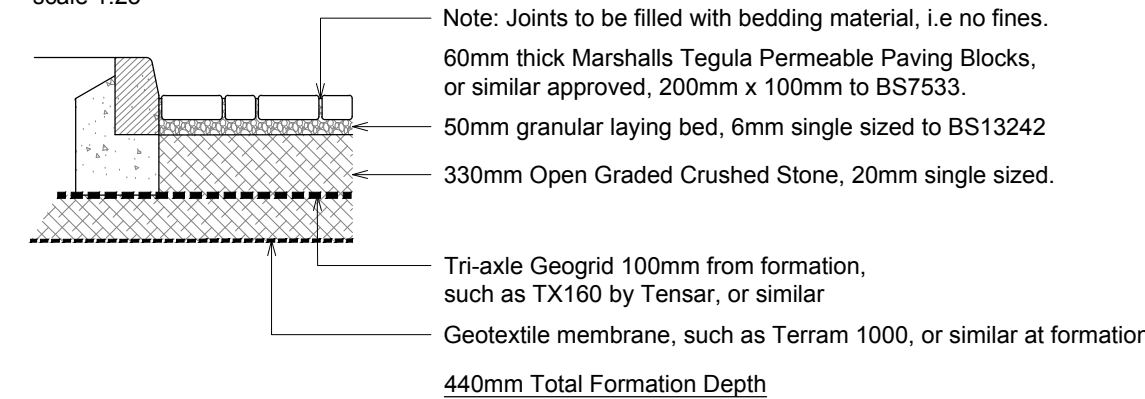 Note: Joints to be filled with bedding material, i.e no fines.
60mm thick Marshalls Tegula Permeable Paving Blocks,
or similar approved, 200mm x 100mm to BS7533.
50mm granular laying bed, 6mm single sized to BS13242
330mm Open Graded Crushed Stone, 20mm single sized.
Tri-axle Geogrid 100mm from formation,
such as TX160 by Tensar, or similar
Geotextile membrane, such as Terram 1000, or similar at formation
440mm Total Formation Depth